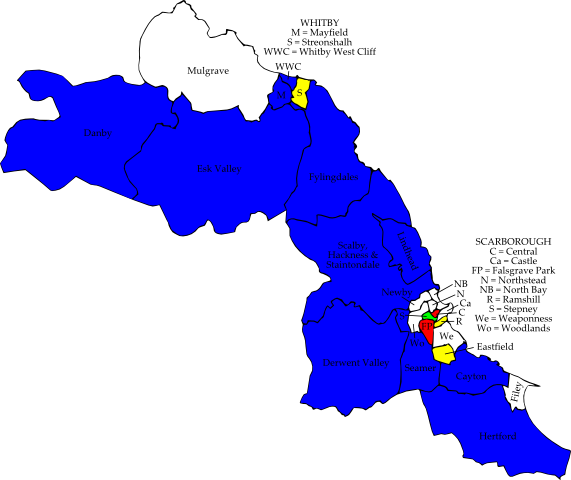 WHITBY
M = Mayfield
S = Streonshalh
WWC = Whitby West Cliff
WWC
Mulgrave
M
S
Danby
Esk Valley
Fylingdales
Lindhead
Scalby,
Hackness &
Staintondale
SCARBOROUGH
C = Central
Ca = Castle
FP = Falsgrave Park
N = Northstead
NB = North Bay
R = Ramshill
S = Stepney
We = Weaponness
Wo = Woodlands
NB
N
Ca
C
R
Newby
S
FP
We
Wo
Eastfield
Derwent Valley
Seamer
Cayton
Filey
Hertford